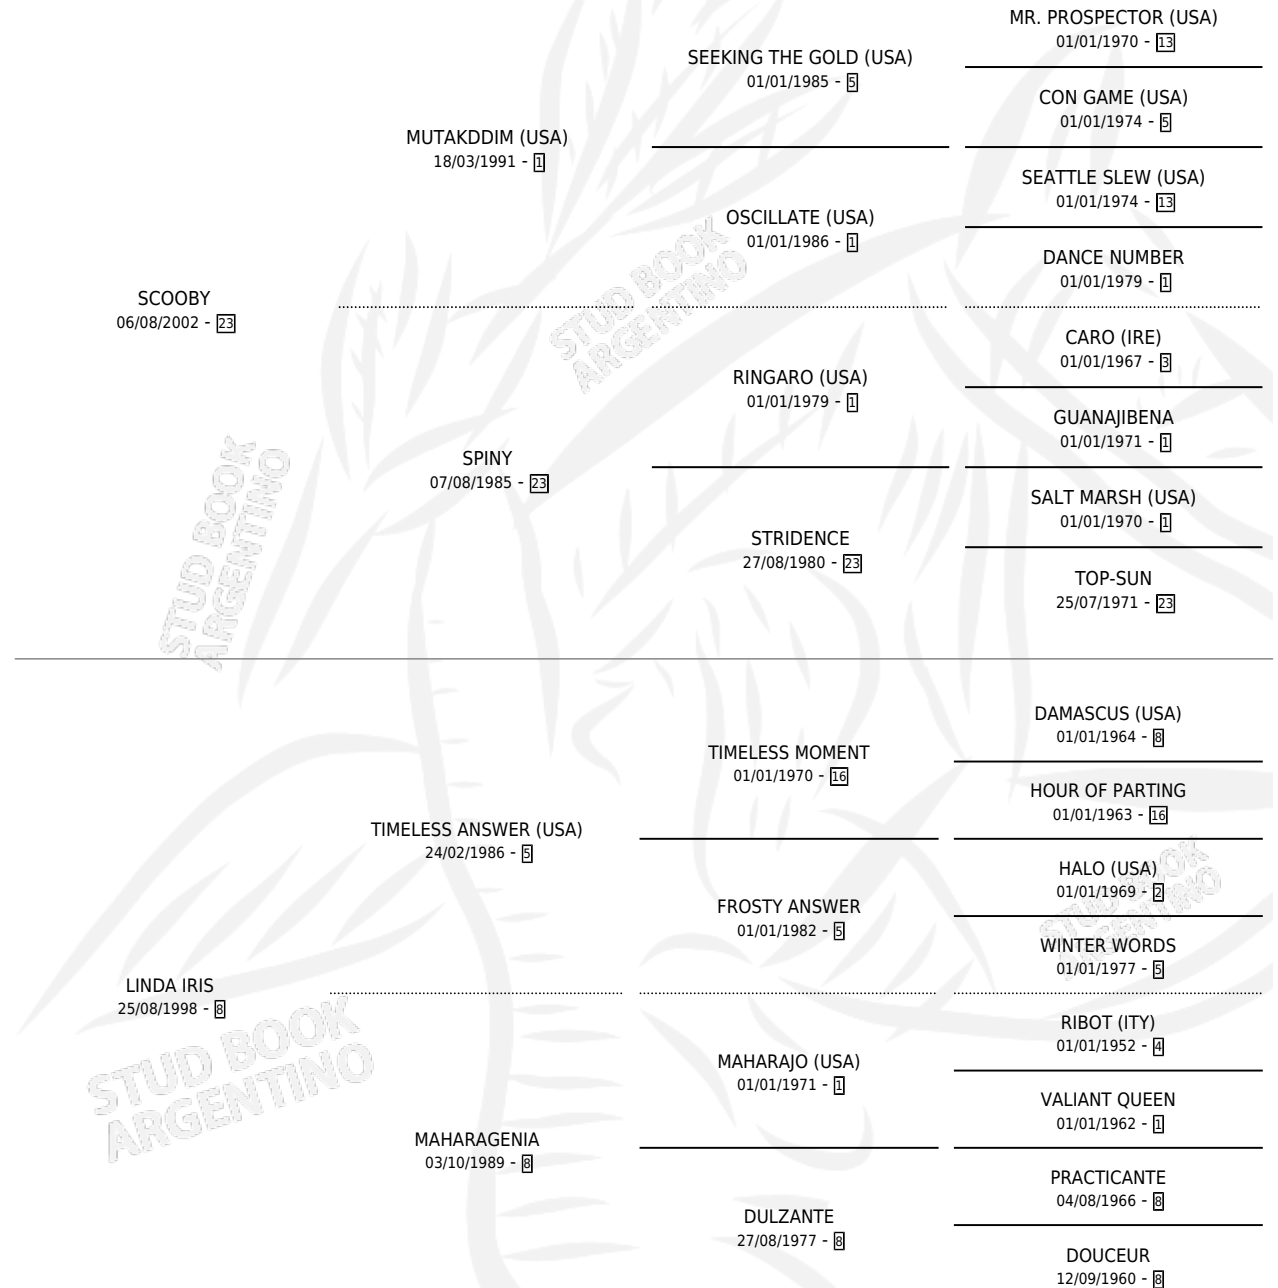 MR. PROSPECTOR (USA)
01/01/1970 - 13
SEEKING THE GOLD (USA)
01/01/1985 - 5
CON GAME (USA)
01/01/1974 - 5
MUTAKDDIM (USA)
18/03/1991 - 1
SEATTLE SLEW (USA)
01/01/1974 - 13
OSCILLATE (USA)
01/01/1986 - 1
DANCE NUMBER
01/01/1979 - 1
SCOOBY
06/08/2002 - 23
STUD BOOK
ARGENTINO
CARO (IRE)
01/01/1967 - 3
RINGARO (USA)
01/01/1979 - 1
GUANAJIBENA
01/01/1971 - 1
SPINY
07/08/1985 - 23
SALT MARSH (USA)
01/01/1970 - 1
STRIDENCE
27/08/1980 - 23
TOP-SUN
25/07/1971 - 23
STUD BOOK
ARGENTINO
DAMASCUS (USA)
01/01/1964 - 8
TIMELESS MOMENT
01/01/1970 - 16
HOUR OF PARTING
01/01/1963 - 16
TIMELESS ANSWER (USA)
24/02/1986 - 5
HALO (USA)
01/01/1969 - 2
FROSTY ANSWER
01/01/1982 - 5
STUD BOOK
ARGENTINO
WINTER WORDS
01/01/1977 - 5
LINDA IRIS
25/08/1998 - 8
STUD BOOK
ARGENTINO
RIBOT (ITY)
01/01/1952 - 4
MAHARAJO (USA)
01/01/1971 - 1
VALIANT QUEEN
01/01/1962 - 1
MAHARAGENIA
03/10/1989 - 8
PRACTICANTE
04/08/1966 - 8
DULZANTE
27/08/1977 - 8
DOUCEUR
12/09/1960 - 8